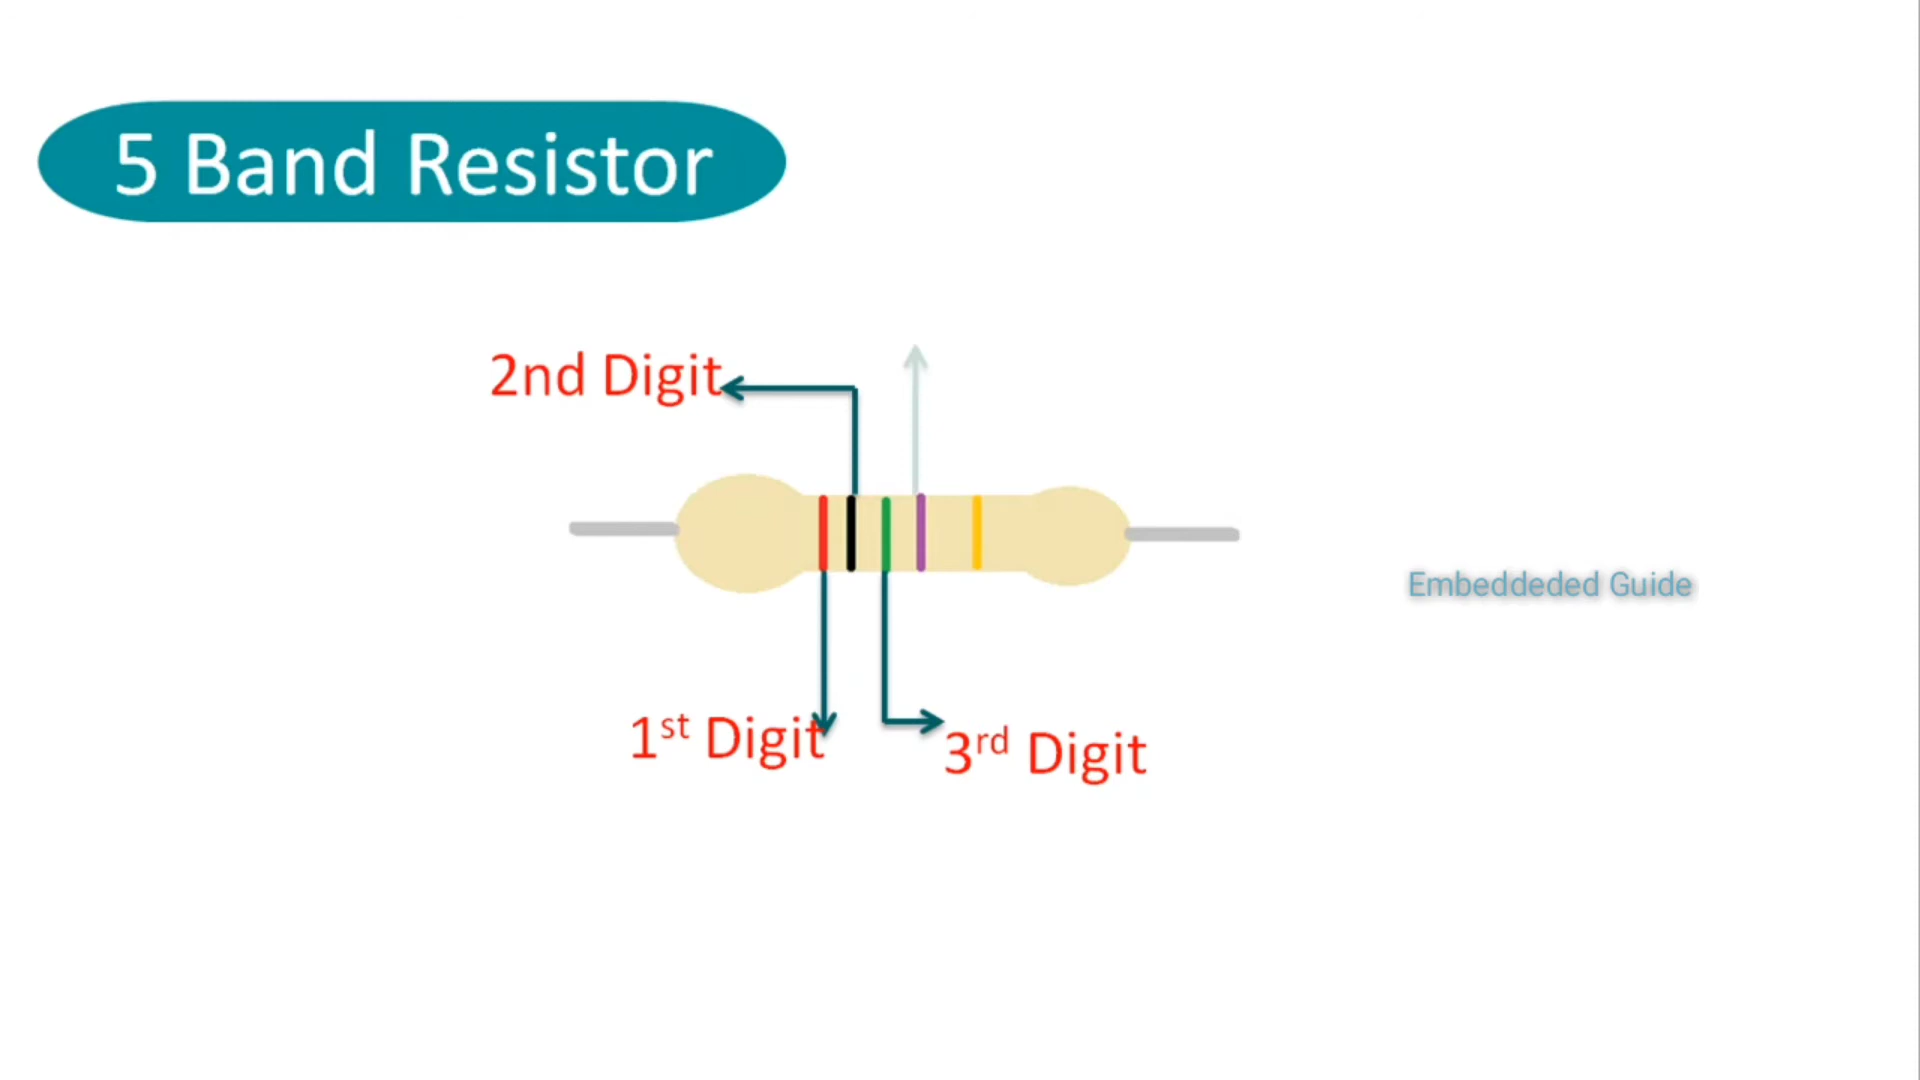 5 Band Resistor
2nd Digit
Embeddeded Guide
1st Digit
3rd Digit